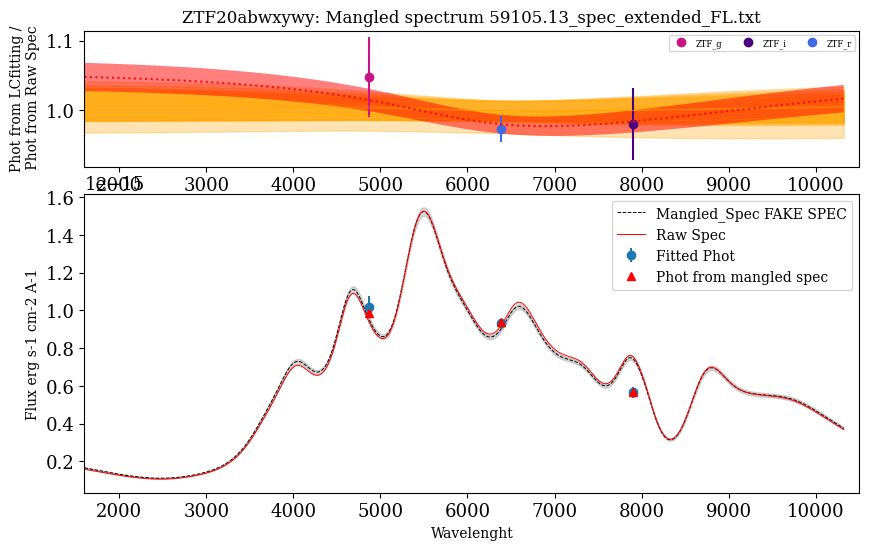 ZTF20abwxywy: Mangled spectrum 59105.13_spec_extended_FL.txt
Phot from LCfitting /
Phot from Raw Spec
1.1
1.0
ZTF_g ZTF_i ZTF_r
2000 3000 4000 5000 6000 7000 8000 9000 10000
1e−15
Flux erg s-1 cm-2 A-1
1.6
1.4
1.2
1.0
0.8
0.6
0.4
0.2
Mangled_Spec FAKE SPEC
Raw Spec
Fitted Phot
Phot from mangled spec
2000 3000 4000 5000 6000 7000 8000 9000 10000
Wavelenght